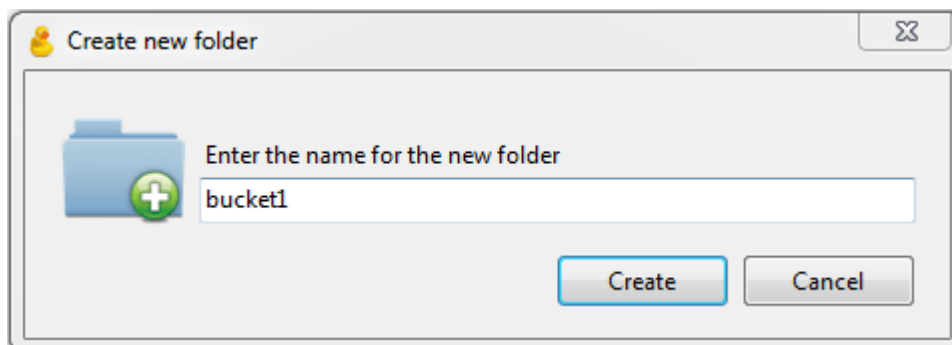 Create new folder
Enter the name for the new folder
bucket1
Create Cancel